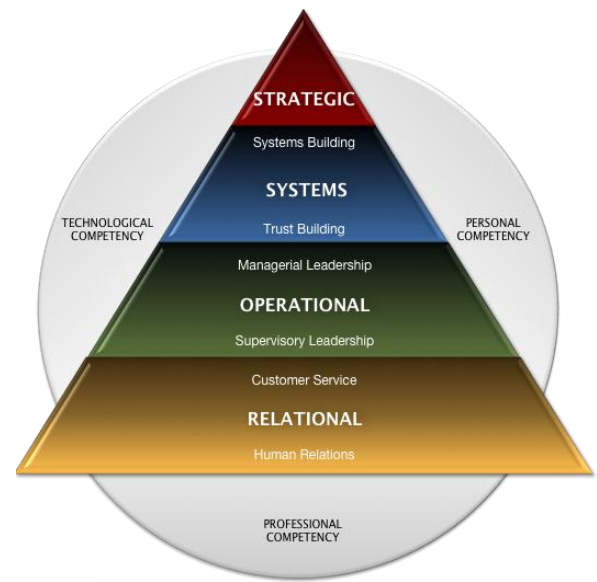 STRATEGIC
Systems Building
SYSTEMS
TECHNOLOGICAL
COMPETENCY
PERSONAL
COMPETENCY
Trust Building
Managerial Leadership
OPERATIONAL
Supervisory Leadership
Customer Service
RELATIONAL
Human Relations
PROFESSIONAL
COMPETENCY